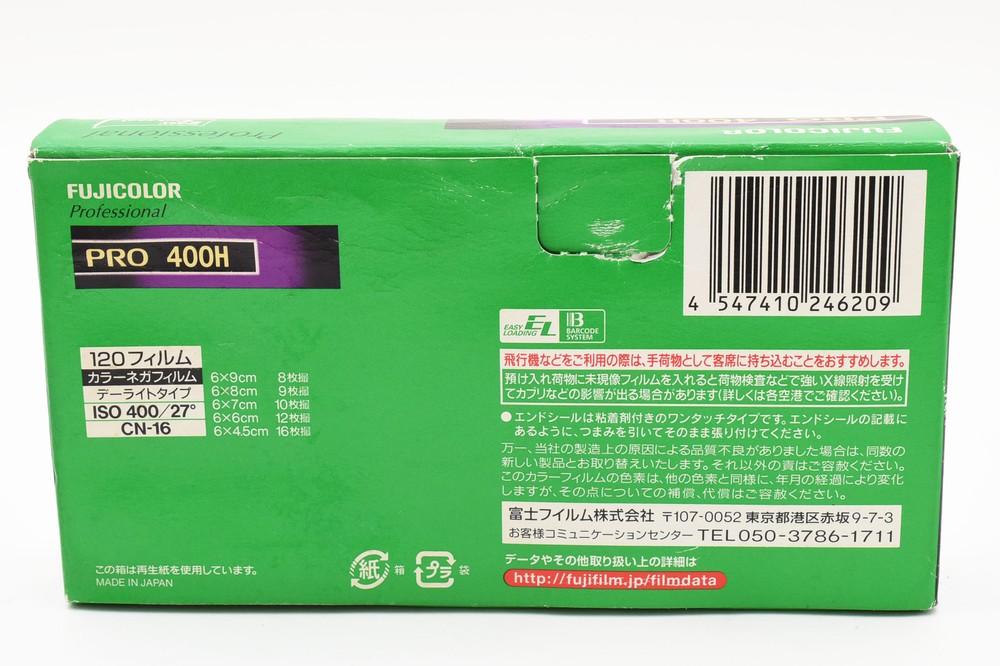 Professional
PRO 400H
FUJICOLOR
FUJICOLOR
Professional
PRO 400H
4 547410 246209
EASY LOADING EL
B BARCODE SYSTEM
120フィルム
カラーネガフィルム
デーライトタイプ
ISO 400/27°
CN-16
6×9cm 8枚撮
6×8cm 9枚撮
6×7cm 10枚撮
6×6cm 12枚撮
6×4.5cm 16枚撮
飛行機などをご利用の際は、手荷物として客席に持ち込むことをおすすめします。
預け入れ荷物に未現像フィルムを入れると荷物検査などで強いX線照射を受け
てカブリなどの影響が出る場合があります(詳しくは各空港でご確認ください)。
●エンドシールは粘着剤付きのワンタッチタイプです。エンドシールの記載に
あるように、つまみを引いてそのまま張り付けてください。
万一、当社の製造上の原因による品質不良がありました場合は、同数の
新しい製品とお取り替えいたします。それ以外の責はご容赦ください。
このカラーフィルムの色素は、他の色素と同様に、年月の経過により変化
しますが、その点についての補償、代償はご容赦ください。
富士フイルム株式会社 〒107-0052 東京都港区赤坂9-7-3
お客様コミュニケーションセンター TEL050-3786-1711
データやその他取り扱い上の詳細は
http://fujifilm.jp/filmdata
この箱は再生紙を使用しています。
MADE IN JAPAN
紙 箱 プラ 袋